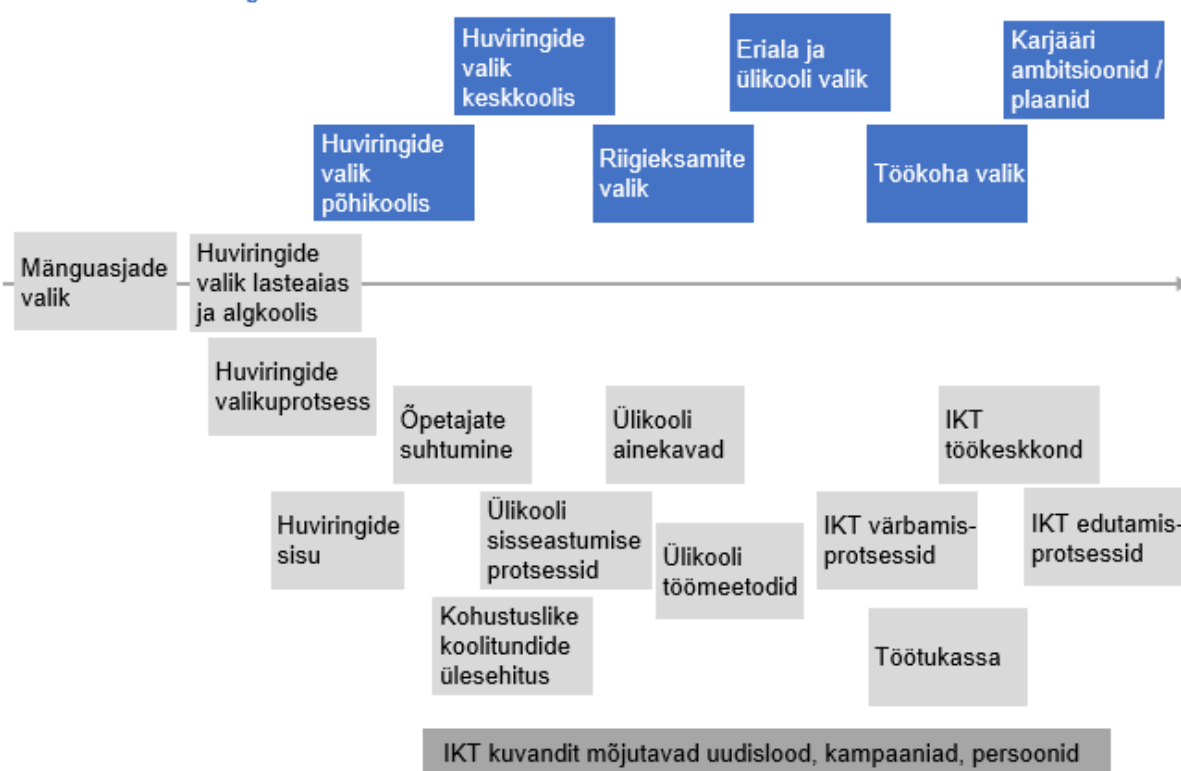 Huviringide
valik
keskkoolis
Eriala ja
ülikooli valik
Karjääri
ambitsioonid /
plaanid
Huviringide
valik
põhikoolis
Riigieksamite
valik
Töökoha valik
Mänguasjade
valik
Huviringide
valik lasteaias
ja algkoolis
Huviringide
valikuprotsess
Õpetajate
suhtumine
Ülikooli
ainekavad
IKT
töökeskkond
Huviringide
sisu
Ülikooli
sisseastumise
protsessid
Ülikooli
töömeetodid
IKT värbamis-
protsessid
IKT edutamis-
protsessid
Kohustuslike
koolitundide
ülesehitus
Töötukassa
IKT kuvandit mõjutavad uudislood, kampaaniad, persoonid